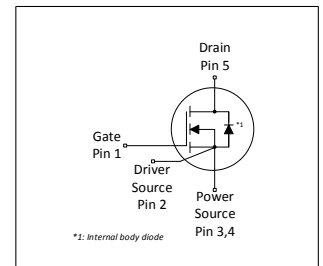 Drain
Pin 5
*1
Gate
Pin 1
Driver
Source
Pin 2
Power
Source
Pin 3,4
*1: Internal body diode